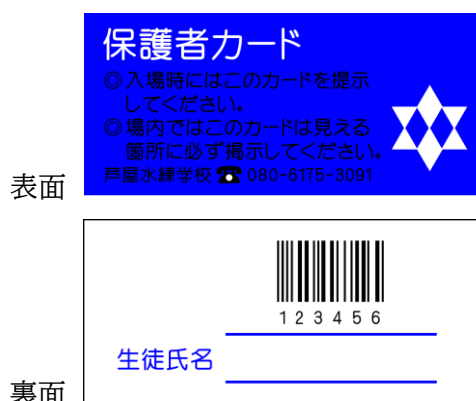 保護者カード
◎入場時にはこのカードを提示
してください。
◎場内ではこのカードは見える
箇所に必ず掲示してください。
芦屋水練学校 ☎ 080-6175-3091
表面
123456
生徒氏名
裏面